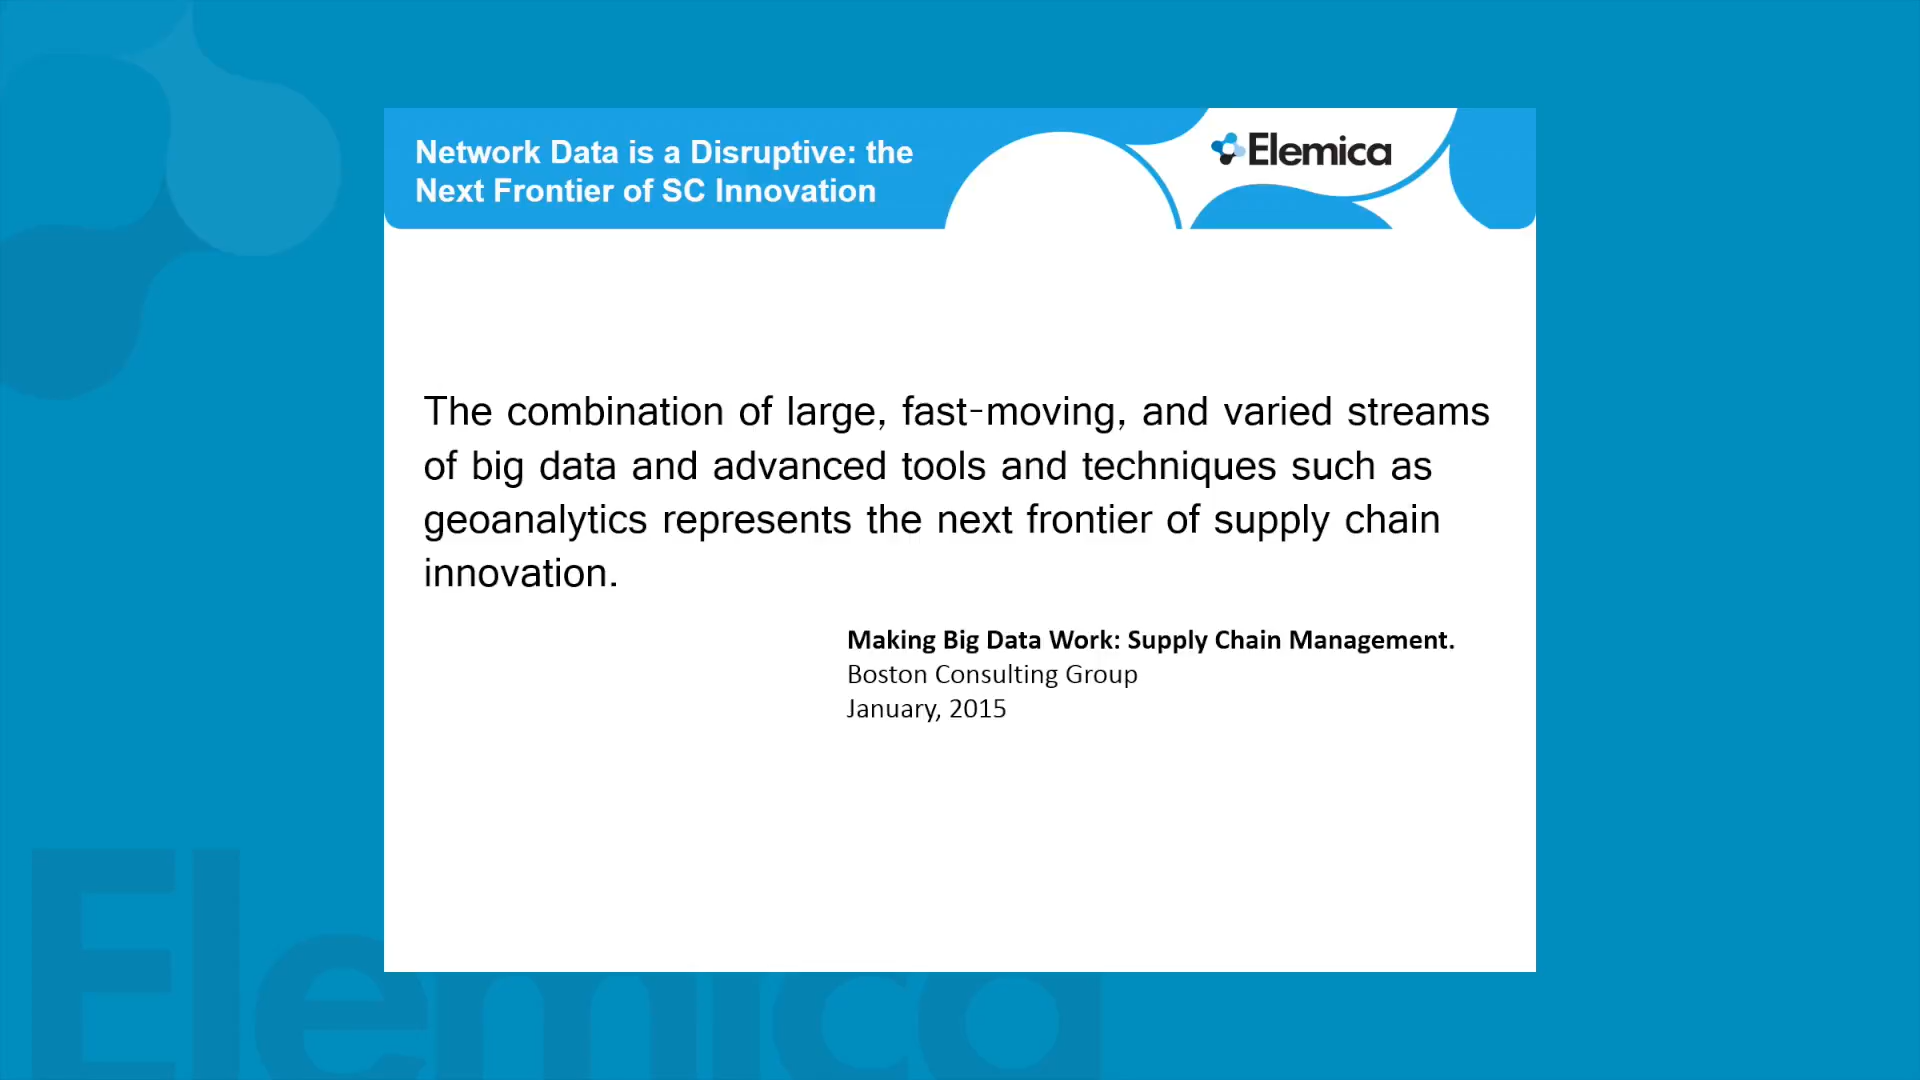 Network Data is a Disruptive: the
Next Frontier of SC Innovation
Elemica
The combination of large, fast-moving, and varied streams
of big data and advanced tools and techniques such as
geoanalytics represents the next frontier of supply chain
innovation.
Making Big Data Work: Supply Chain Management.
Boston Consulting Group
January, 2015
Elemica